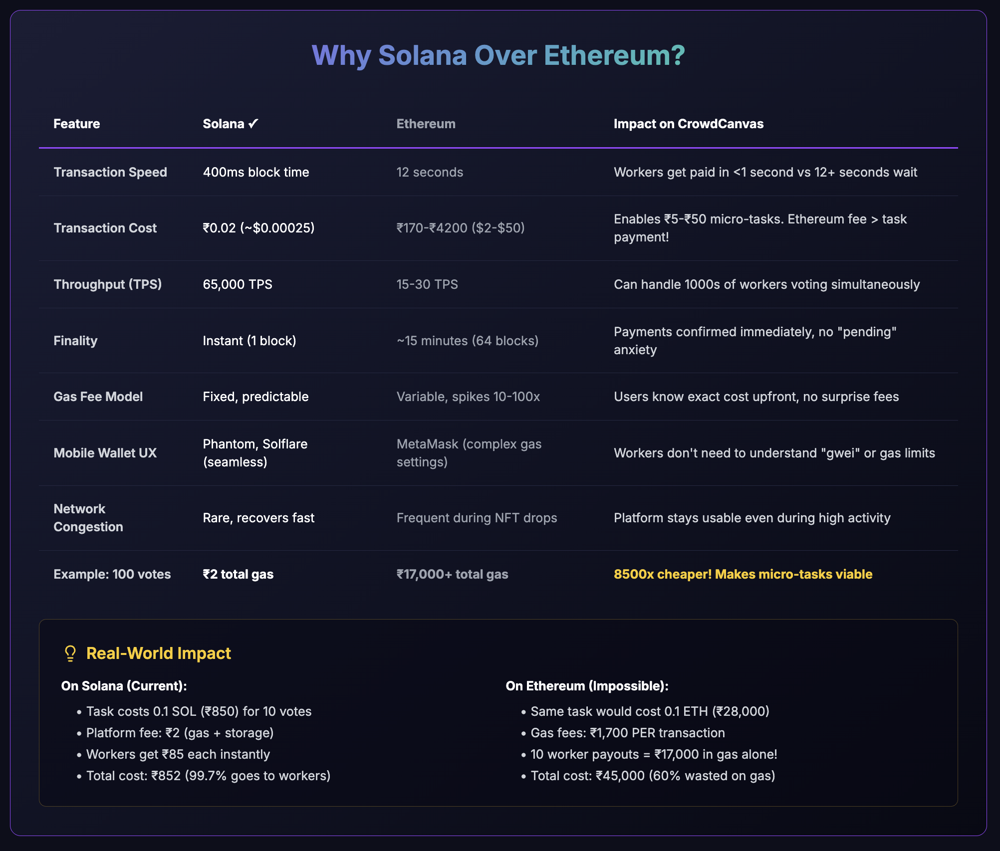 Why Solana Over Ethereum?
Feature Solana ✓ Ethereum Impact on CrowdCanvas
Transaction Speed 400ms block time 12 seconds Workers get paid in <1 second vs 12+ seconds wait
Transaction Cost ₹0.02 (~$0.00025) ₹170-₹4200 ($2-$50) Enables ₹5-₹50 micro-tasks. Ethereum fee > task
payment!
Throughput (TPS) 65,000 TPS 15-30 TPS Can handle 1000s of workers voting simultaneously
Finality Instant (1 block) ~15 minutes (64 blocks) Payments confirmed immediately, no "pending"
anxiety
Gas Fee Model Fixed, predictable Variable, spikes 10-100x Users know exact cost upfront, no surprise fees
Mobile Wallet UX Phantom, Solflare
(seamless) MetaMask (complex gas
settings) Workers don't need to understand "gwei" or gas limits
Network
Congestion Rare, recovers fast Frequent during NFT drops Platform stays usable even during high activity
Example: 100 votes ₹2 total gas ₹17,000+ total gas 8500x cheaper! Makes micro-tasks viable
Real-World Impact
On Solana (Current):
• Task costs 0.1 SOL (₹850) for 10 votes
• Platform fee: ₹2 (gas + storage)
• Workers get ₹85 each instantly
• Total cost: ₹852 (99.7% goes to workers)
On Ethereum (Impossible):
• Same task would cost 0.1 ETH (₹28,000)
• Gas fees: ₹1,700 PER transaction
• 10 worker payouts = ₹17,000 in gas alone!
• Total cost: ₹45,000 (60% wasted on gas)